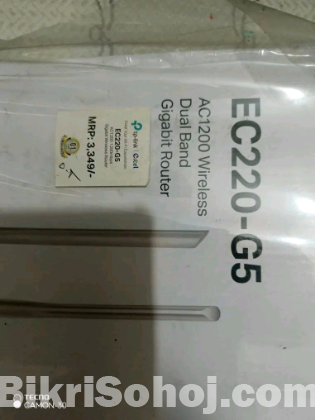 EC220-G5
AC1200 Wireless
Dual Band
Gigabit Router
tp-link
EC220-G5
MRP: 3,349/-
TECNO
CAMON
BikriSohoj.com